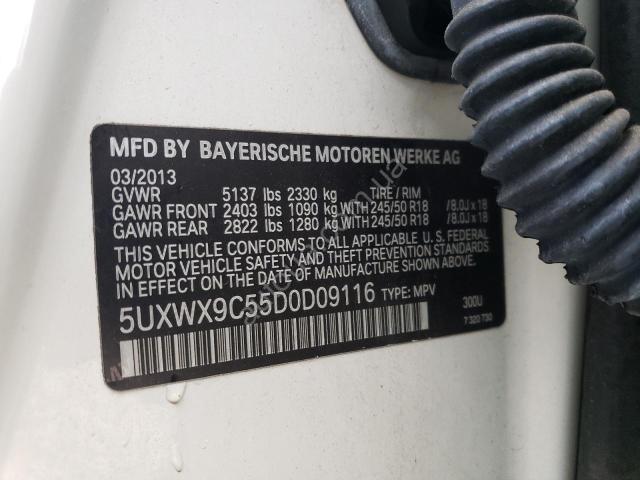 MFD BY BAYERISCHE MOTOREN WERKE AG
03/2013
GVWR 5137 lbs 2330 kg TIRE / RIM
GAWR FRONT 2403 lbs 1090 kg WITH 245/50 R18 / 8.0J x 18
GAWR REAR 2822 lbs 1280 kg WITH 245/50 R18 / 8.0J x 18
THIS VEHICLE CONFORMS TO ALL APPLICABLE U. S. FEDERAL
MOTOR VEHICLE SAFETY AND THEFT PREVENTION STANDARDS
IN EFFECT ON THE DATE OF MANUFACTURE SHOWN ABOVE.
5UXWX9C55D0D09116 TYPE: MPV
300U
7 320 730